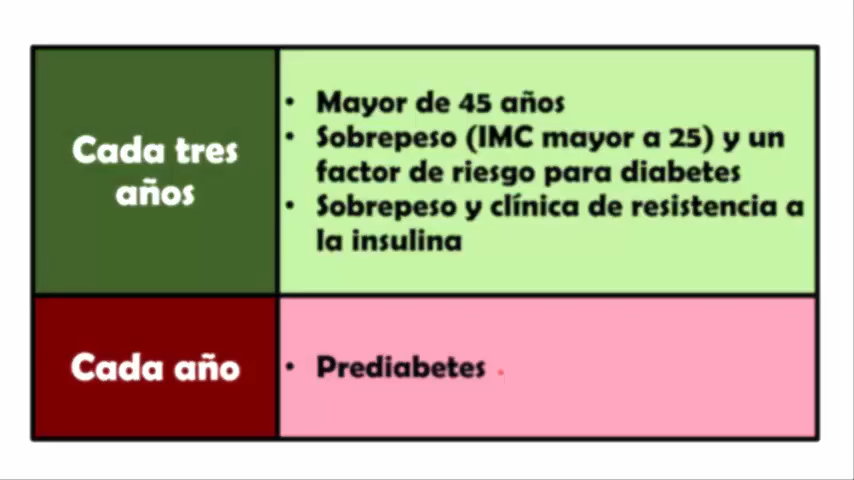 Cada tres
años
• Mayor de 45 años
• Sobrepeso (IMC mayor a 25) y un
factor de riesgo para diabetes
• Sobrepeso y clínica de resistencia a
la insulina
Cada año
• Prediabetes